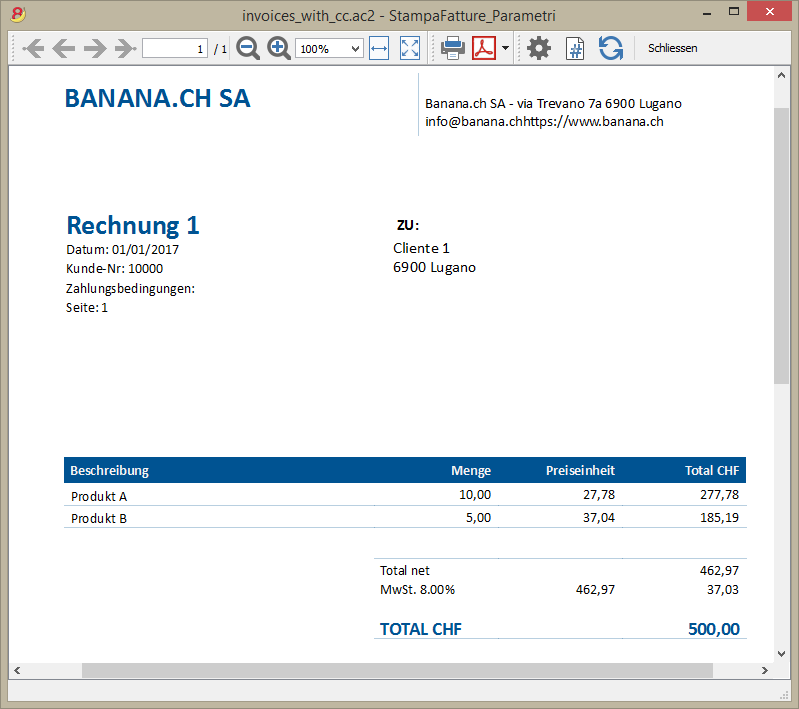 invoices_with_cc.ac2 - StampaFatture_Parametri
1 / 1 100% # Schliessen
BANANA.CH SA
Banana.ch SA - via Trevano 7a 6900 Lugano
info@banana.chhttps://www.banana.ch
Rechnung 1
Datum: 01/01/2017
Kunde-Nr: 10000
Zahlungsbedingungen:
Seite: 1
ZU:
Cliente 1
6900 Lugano
Beschreibung Menge Preiseinheit Total CHF
Produkt A 10,00 27,78 277,78
Produkt B 5,00 37,04 185,19
Total net 462,97
MwSt. 8.00% 462,97 37,03
TOTAL CHF 500,00